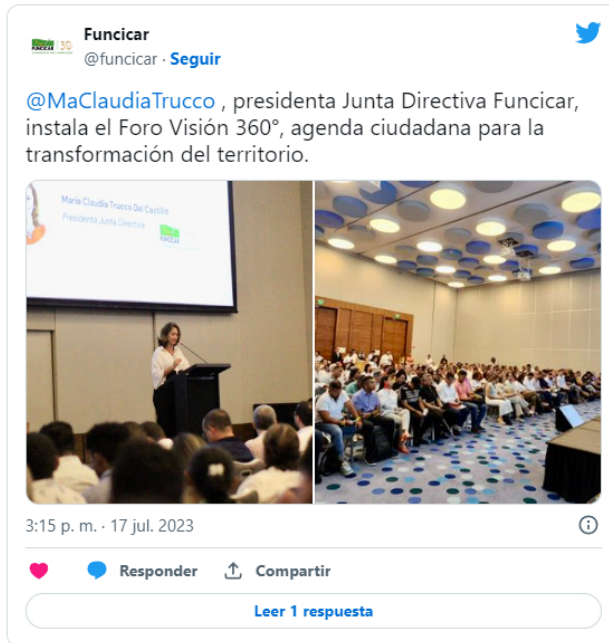 Funcicar
@funcicar · Seguir
@MaClaudiaTrucco , presidenta Junta Directiva Funcicar,
instala el Foro Visión 360°, agenda ciudadana para la
transformación del territorio.
María Claudia Trucco Del Castillo
Presidenta Junta Directiva
FUNCICAR
3:15 p. m. · 17 jul. 2023
Responder
Compartir
Leer 1 respuesta